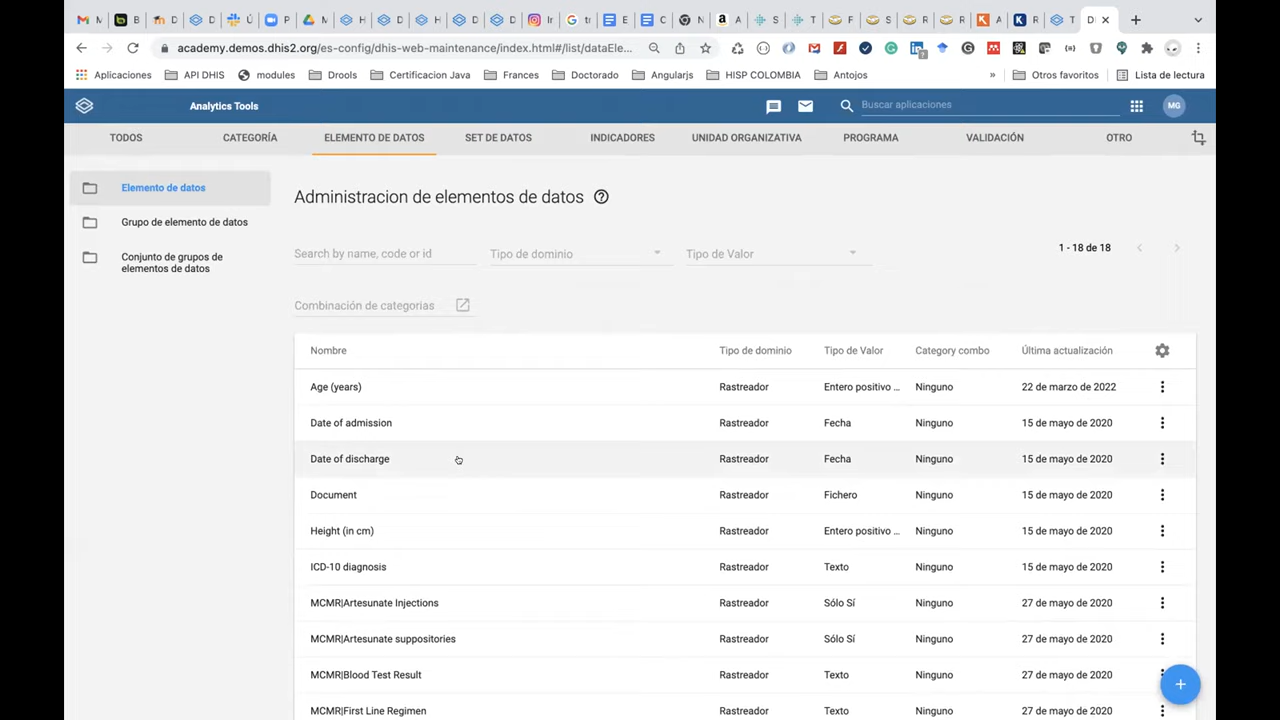 M
B
m D
D
S
P
M
H
D
H
D
D
Ir
tr
E
C
N
A
S
T
F
S
R
R
A
R
T
D
academy.demos.dhis2.org/es-config/dhis-web-maintenance/index.html#/list/dataEle...
Aplicaciones API DHIS modules Drools Certificacion Java Frances Doctorado Angularjs HISP COLOMBIA Antojos » Otros favoritos Lista de lectura
Analytics Tools Buscar aplicaciones MG
TODOS CATEGORÍA ELEMENTO DE DATOS SET DE DATOS INDICADORES UNIDAD ORGANIZATIVA PROGRAMA VALIDACIÓN OTRO
Elemento de datos
Grupo de elemento de datos
Conjunto de grupos de
elementos de datos
Administracion de elementos de datos
Search by name, code or id Tipo de dominio Tipo de Valor 1 - 18 de 18
Combinación de categorias
Nombre Tipo de dominio Tipo de Valor Category combo Última actualización
Age (years) Rastreador Entero positivo ... Ninguno 22 de marzo de 2022
Date of admission Rastreador Fecha Ninguno 15 de mayo de 2020
Date of discharge Rastreador Fecha Ninguno 15 de mayo de 2020
Document Rastreador Fichero Ninguno 15 de mayo de 2020
Height (in cm) Rastreador Entero positivo ... Ninguno 15 de mayo de 2020
ICD-10 diagnosis Rastreador Texto Ninguno 15 de mayo de 2020
MCMR|Artesunate Injections Rastreador Sólo Sí Ninguno 27 de mayo de 2020
MCMR|Artesunate suppositories Rastreador Sólo Sí Ninguno 27 de mayo de 2020
MCMR|Blood Test Result Rastreador Texto Ninguno 27 de mayo de 2020
MCMR|First Line Regimen Rastreador Texto Ninguno 27 de mayo de 2020